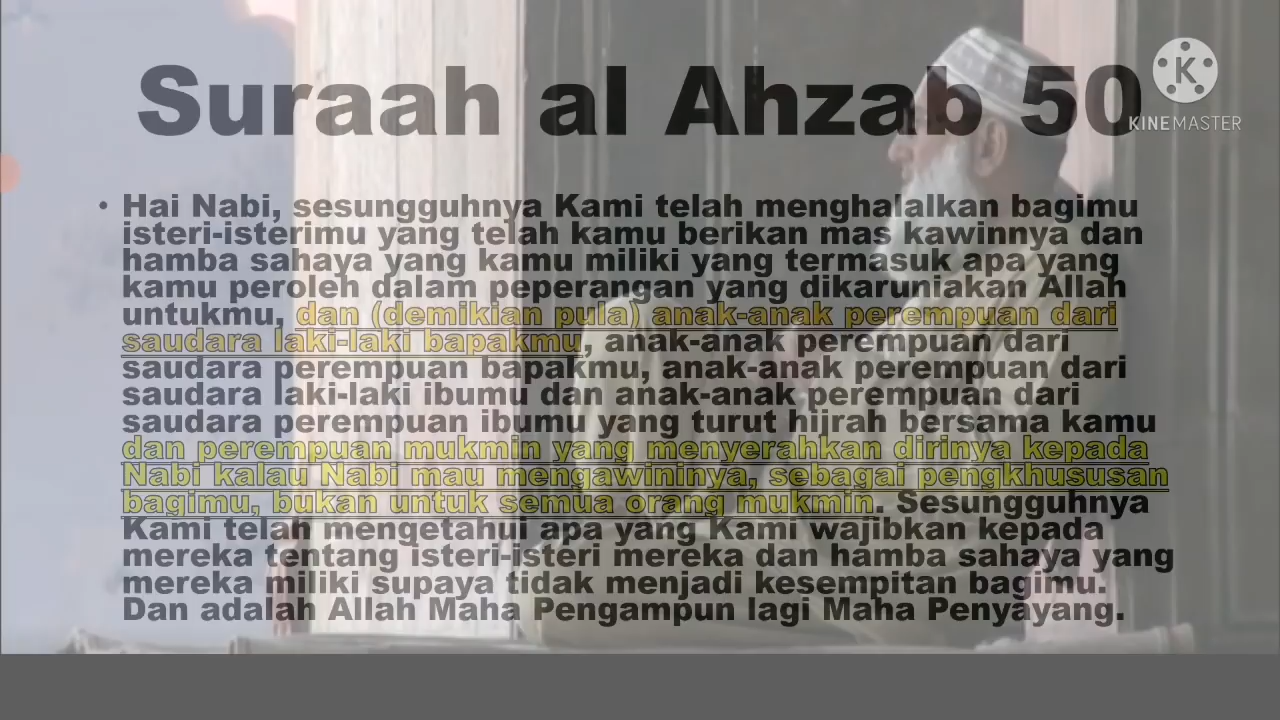 Suraah al Ahzab 50
KINEMASTER
• Hai Nabi, sesungguhnya Kami telah menghalalkan bagimu
isteri-isterimu yang telah kamu berikan mas kawinnya dan
hamba sahaya yang kamu miliki yang termasuk apa yang
kamu peroleh dalam peperangan yang dikaruniakan Allah
untukmu, dan (demikian pula) anak-anak perempuan dari
saudara laki-laki bapakmu, anak-anak perempuan dari
saudara perempuan bapakmu, anak-anak perempuan dari
saudara laki-laki ibumu dan anak-anak perempuan dari
saudara perempuan ibumu yang turut hijrah bersama kamu
dan perempuan mukmin yang menyerahkan dirinya kepada
Nabi kalau Nabi mau mengawininya, sebagai pengkhususan
bagimu, bukan untuk semua orang mukmin. Sesungguhnya
Kami telah mengetahui apa yang Kami wajibkan kepada
mereka tentang isteri-isteri mereka dan hamba sahaya yang
mereka miliki supaya tidak menjadi kesempitan bagimu.
Dan adalah Allah Maha Pengampun lagi Maha Penyayang.